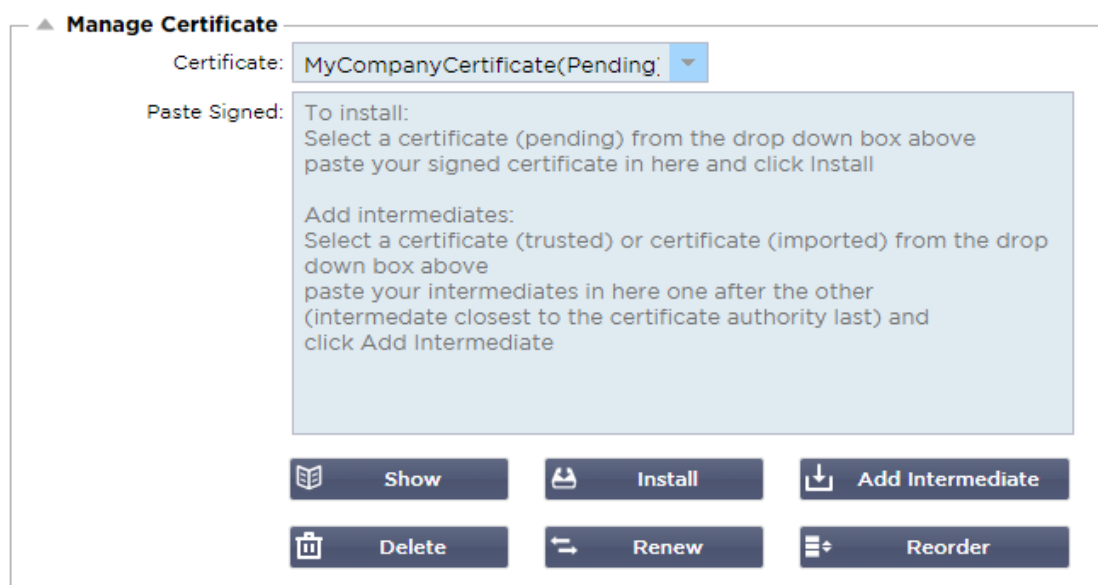 Manage Certificate
Certificate: MyCompanyCertificate(Pending)
Paste Signed: To install:
Select a certificate (pending) from the drop down box above
paste your signed certificate in here and click Install
Add intermediates:
Select a certificate (trusted) or certificate (imported) from the drop
down box above
paste your intermediates in here one after the other
(intermedate closest to the certificate authority last) and
click Add Intermediate
Show Install Add Intermediate
Delete Renew Reorder